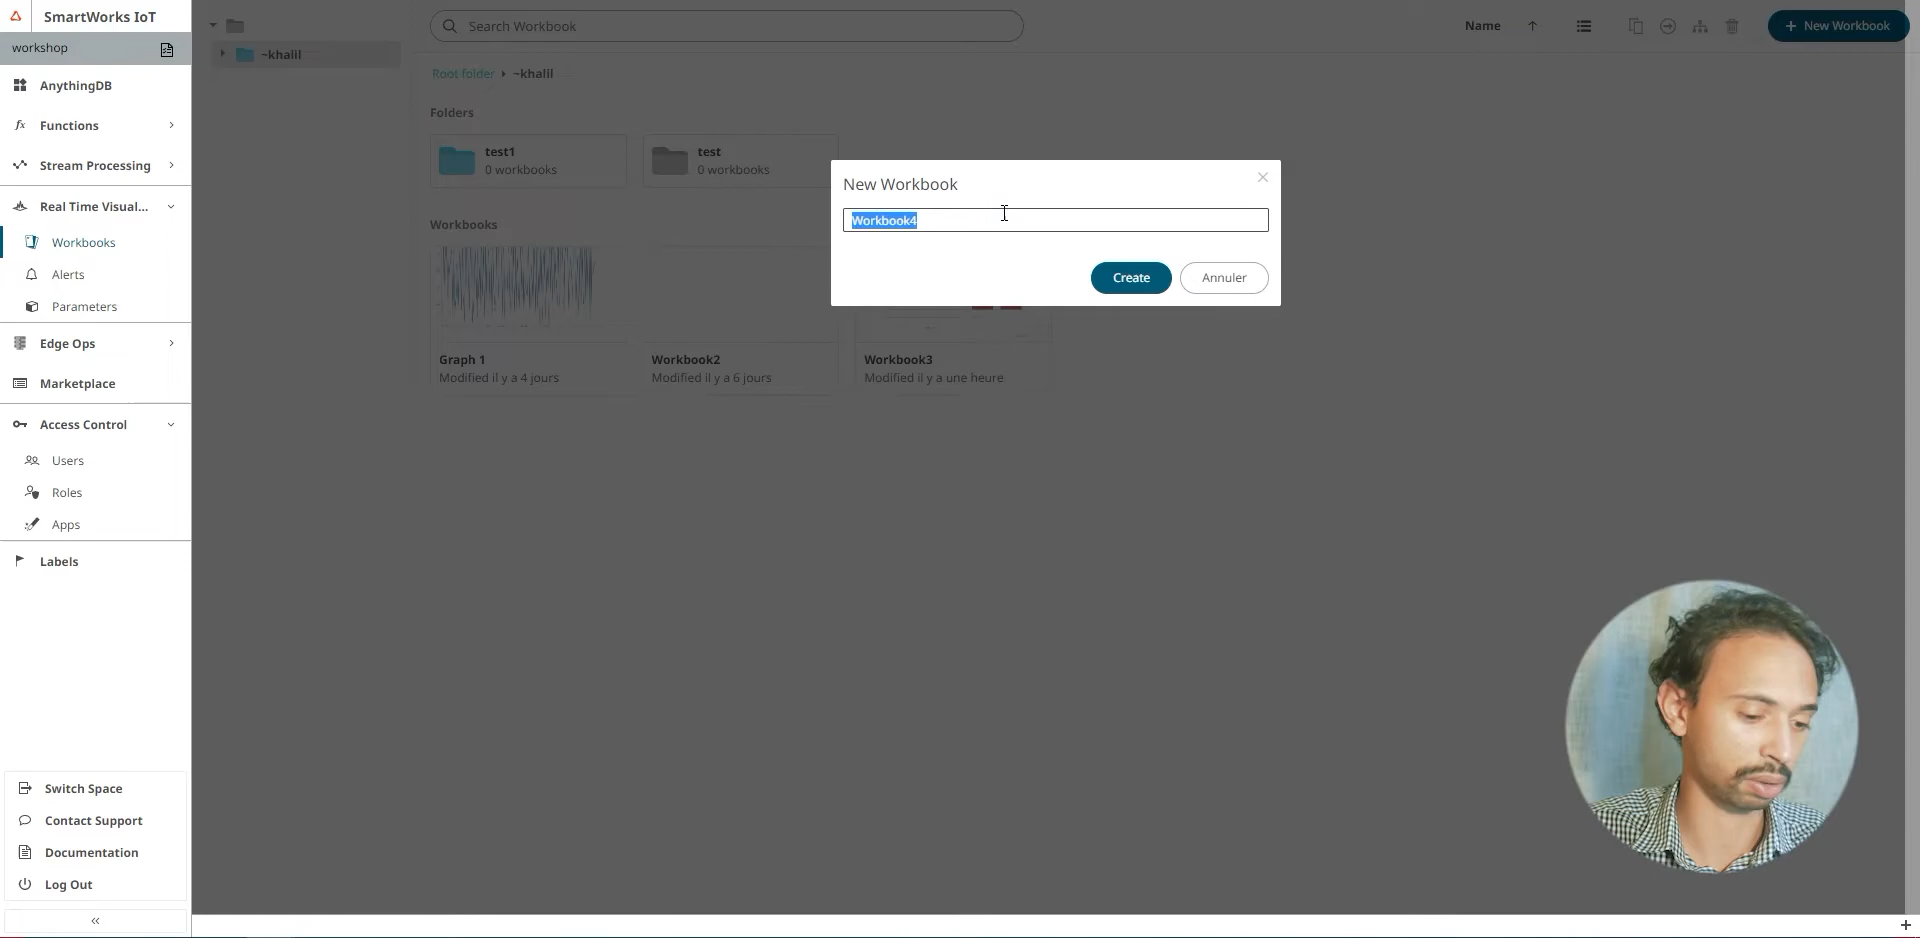 SmartWorks IoT
workshop
AnythingDB
Functions
Stream Processing
Real Time Visual...
Workbooks
Alerts
Parameters
Edge Ops
Marketplace
Access Control
Users
Roles
Apps
Labels
Switch Space
Contact Support
Documentation
Log Out
~khalil
Search Workbook
Name
New Workbook
Root folder ~khalil
Folders
test1
0 workbooks
test
0 workbooks
Workbooks
Graph 1
Modified il y a 4 jours
Workbook2
Modified il y a 6 jours
Workbook3
Modified il y a une heure
New Workbook
Workbook4
Create
Annuler